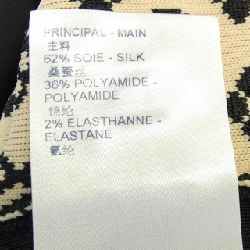 PRINCIPAL - MAIN
主料
62% SOIE - SILK
桑蚕丝
36% POLYAMIDE -
POLYAMIDE
锦纶
2% ELASTHANNE -
ELASTANE
氨纶